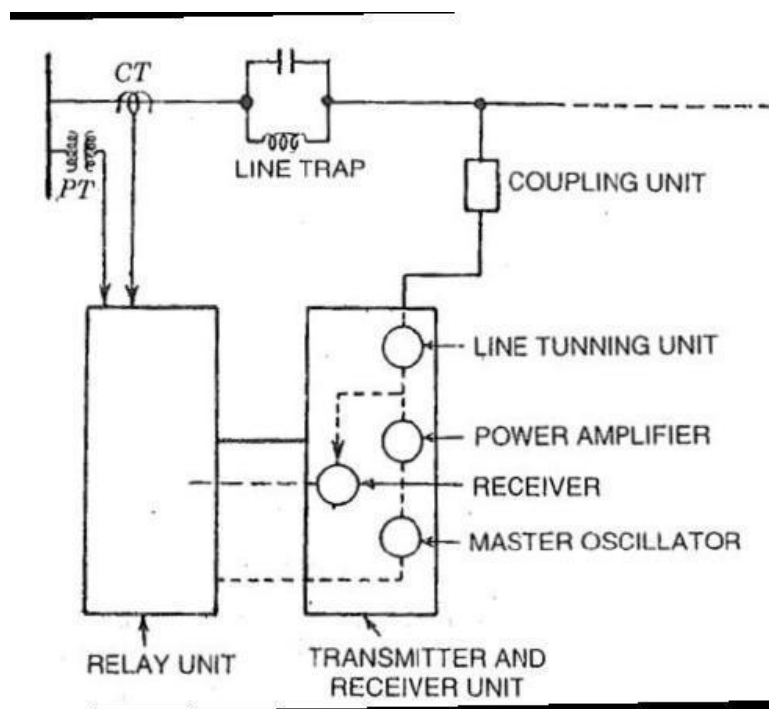 CT
PT
LINE TRAP
COUPLING UNIT
LINE TUNNING UNIT
POWER AMPLIFIER
RECEIVER
MASTER OSCILLATOR
RELAY UNIT
TRANSMITTER AND
RECEIVER UNIT